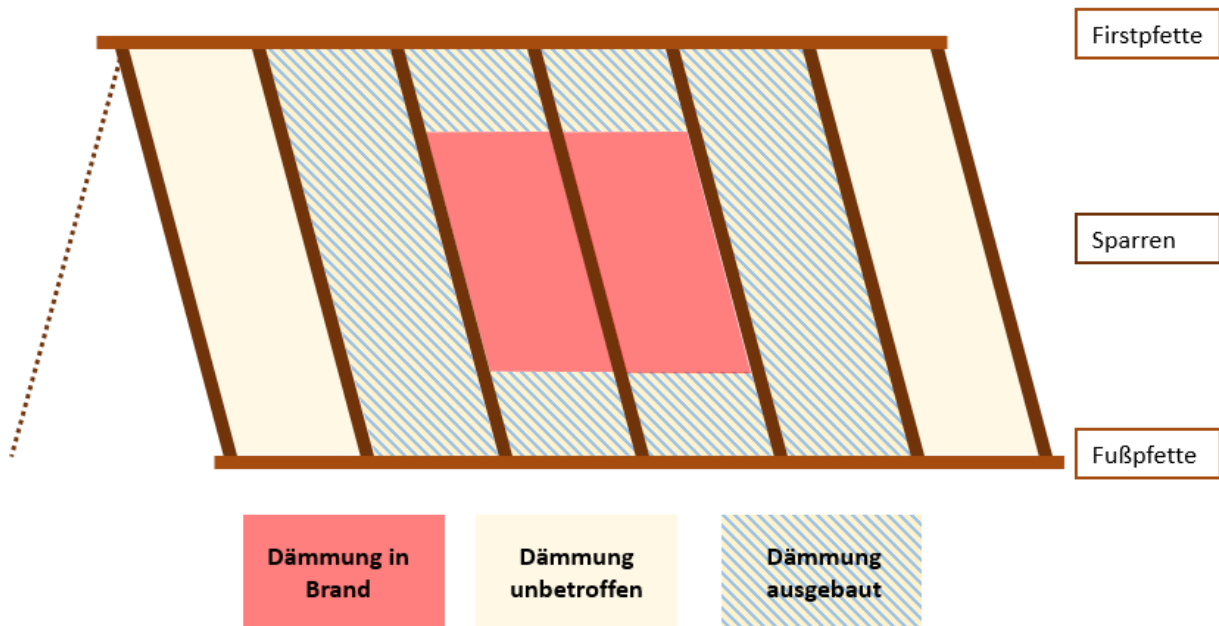 Firstpfette
Sparren
Fußpfette
Dämmung in
Brand
Dämmung
unbetroffen
Dämmung
ausgebaut